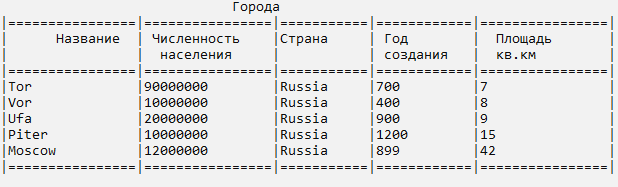 Города
|================|================|===========|============|================|
|      Название  | Численность    |Страна     | Год        |  Площадь       |
|                |  населения     |           | создания   |  кв.км         |
|================|================|===========|============|================|
|Tor             |90000000        |Russia     |700         |7               |
|Vor             |10000000        |Russia     |400         |8               |
|Ufa             |20000000        |Russia     |900         |9               |
|Piter           |10000000        |Russia     |1200        |15              |
|Moscow          |12000000        |Russia     |899         |42              |
|================|================|===========|============|================|